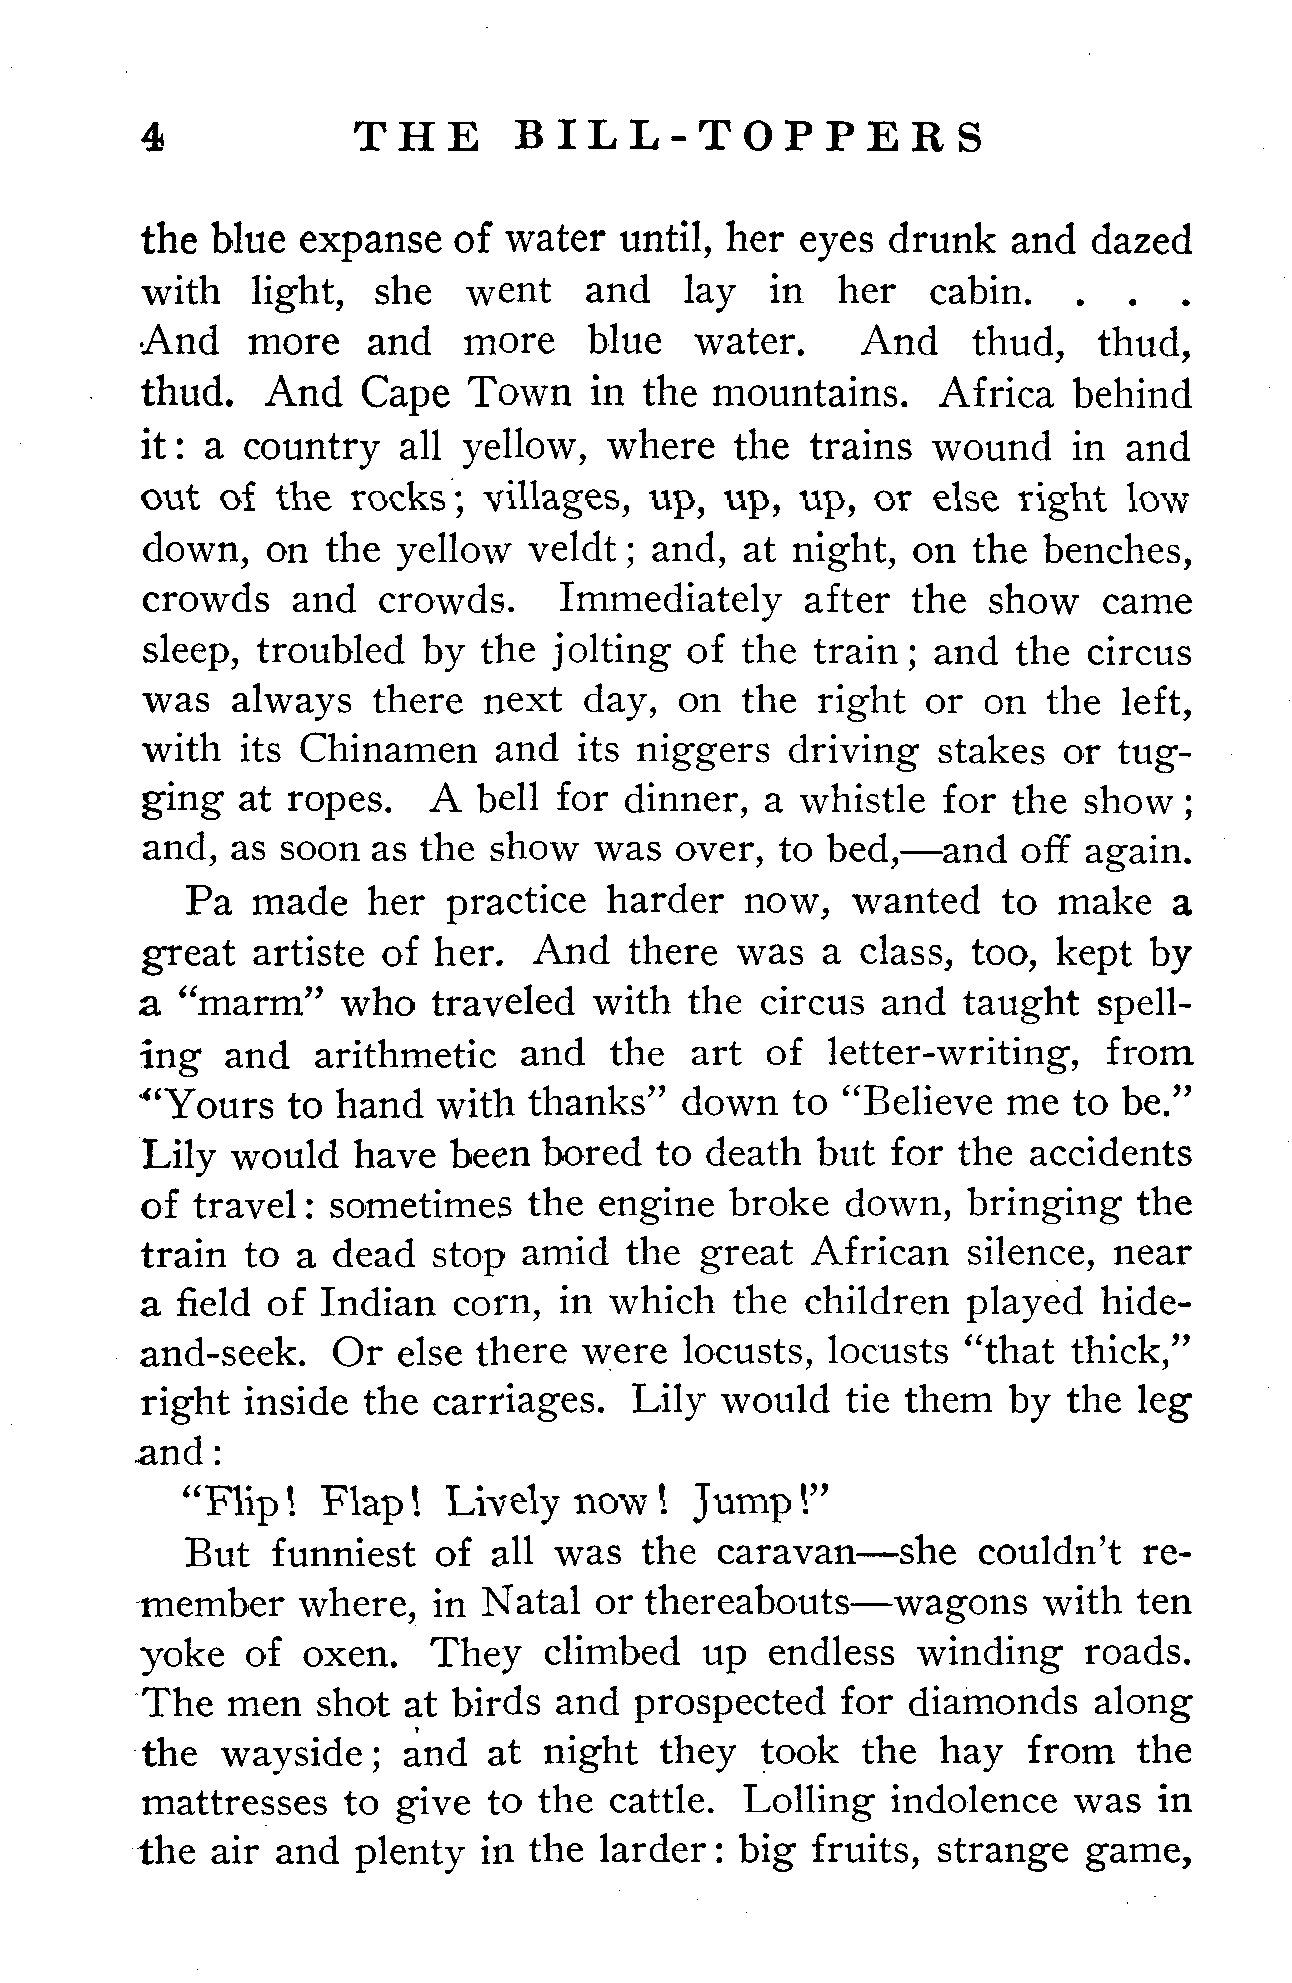 4 THE BILL-TOPPERS
the blue expanse of water until, her eyes drunk and dazed
with light, she went and lay in her cabin. . . .
And more and more blue water. And thud, thud,
thud. And Cape Town in the mountains. Africa behind
it: a country all yellow, where the trains wound in and
out of the rocks; villages, up, up, up, or else right low
down, on the yellow veldt; and, at night, on the benches,
crowds and crowds. Immediately after the show came
sleep, troubled by the jolting of the train; and the circus
was always there next day, on the right or on the left,
with its Chinamen and its niggers driving stakes or tug-
ging at ropes. A bell for dinner, a whistle for the show;
and, as soon as the show was over, to bed,—and off again.
Pa made her practice harder now, wanted to make a
great artiste of her. And there was a class, too, kept by
a "marm" who traveled with the circus and taught spell-
ing and arithmetic and the art of letter-writing, from
"Yours to hand with thanks" down to "Believe me to be."
Lily would have been bored to death but for the accidents
of travel: sometimes the engine broke down, bringing the
train to a dead stop amid the great African silence, near
a field of Indian corn, in which the children played hide-
and-seek. Or else there were locusts, locusts "that thick,"
right inside the carriages. Lily would tie them by the leg
and:
"Flip! Flap! Lively now! Jump!"
But funniest of all was the caravan—she couldn't re-
member where, in Natal or thereabouts—wagons with ten
yoke of oxen. They climbed up endless winding roads.
The men shot at birds and prospected for diamonds along
the wayside; and at night they took the hay from the
mattresses to give to the cattle. Lolling indolence was in
the air and plenty in the larder: big fruits, strange game,